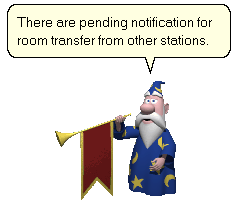 There are pending notification for
room transfer from other stations.